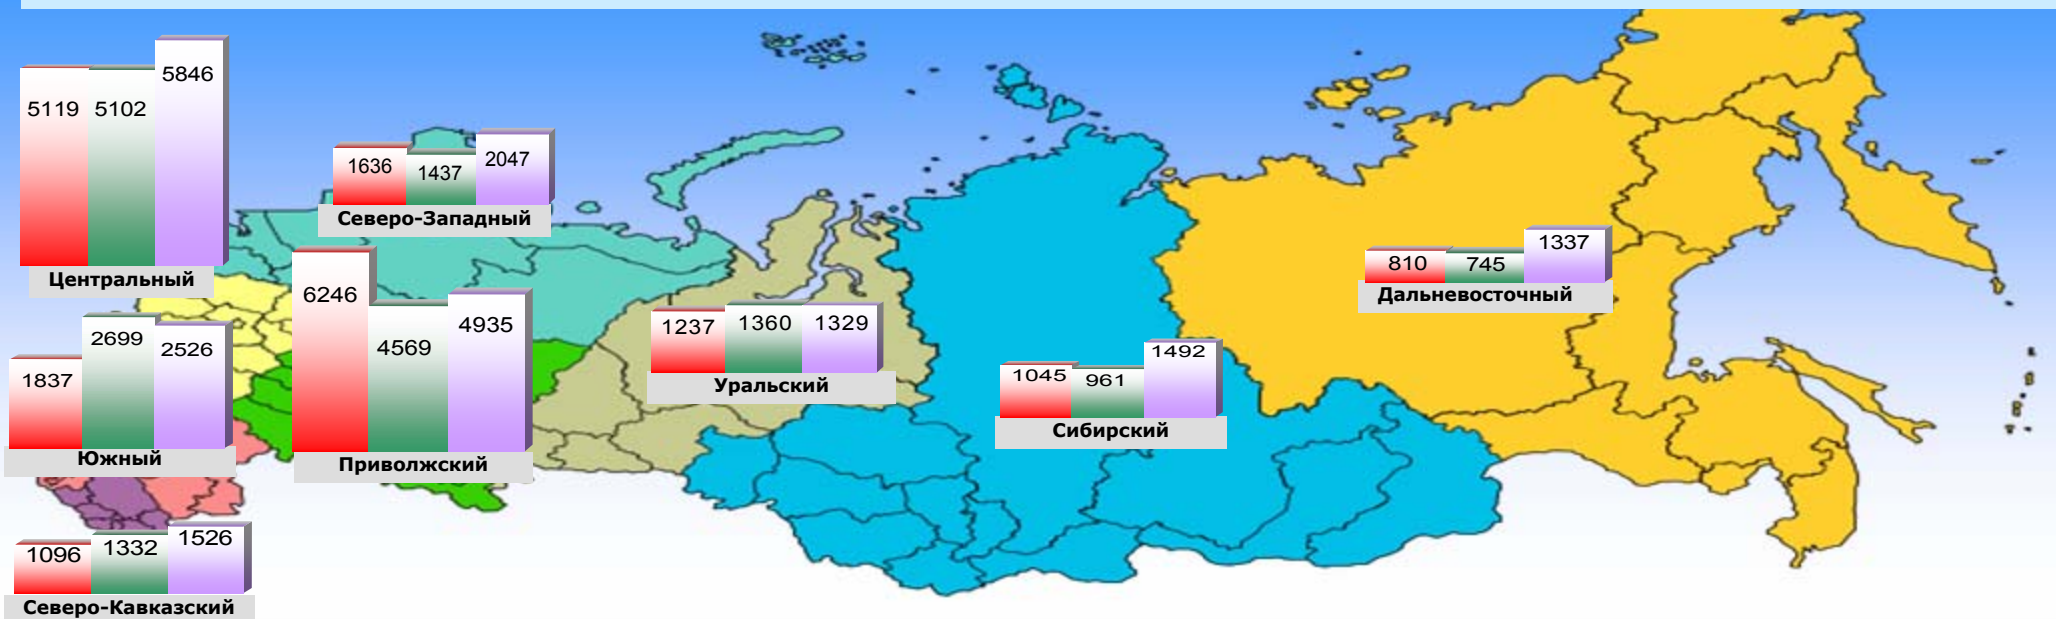 5119 5102 5846
Центральный
1636 1437 2047
Северо-Западный
1837 2699 2526
Южный
6246 4569 4935
Приволжский
1237 1360 1329
Уральский
1045 961 1492
Сибирский
810 745 1337
Дальневосточный
1096 1332 1526
Северо-Кавказский